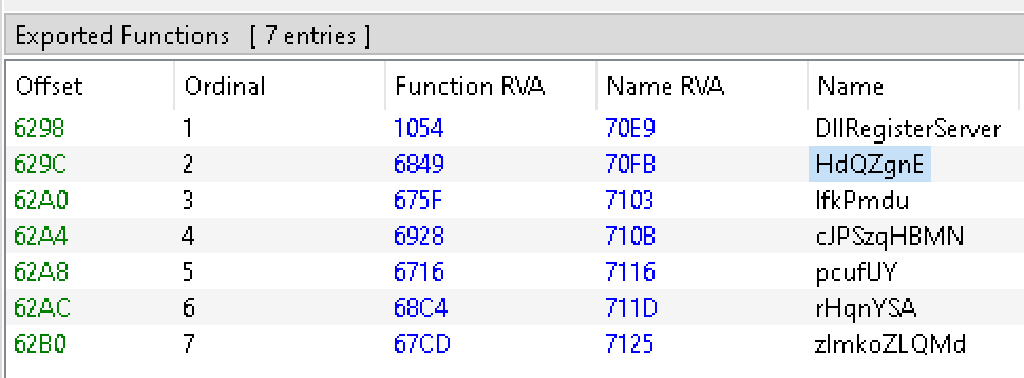 Exported Functions [ 7 entries ]
Offset Ordinal Function RVA Name RVA Name
6298 1 1054 70E9 DllRegisterServer
629C 2 6849 70FB HdQZgnE
62A0 3 675F 7103 IfkPmdu
62A4 4 6928 710B cJPSzqHBMN
62A8 5 6716 7116 pcufUY
62AC 6 68C4 711D rHqnYSA
62B0 7 67CD 7125 zlmkoZLQMd